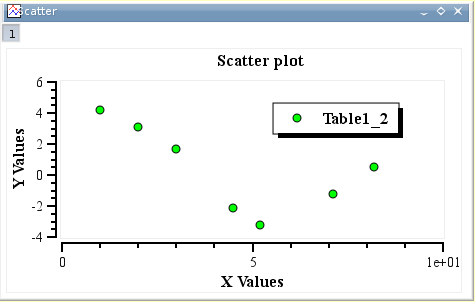 Scatter
1
Scatter plot
6
4
2
0
-2
-4
Y Values
Table1_2
0 5 1e+01
X Values